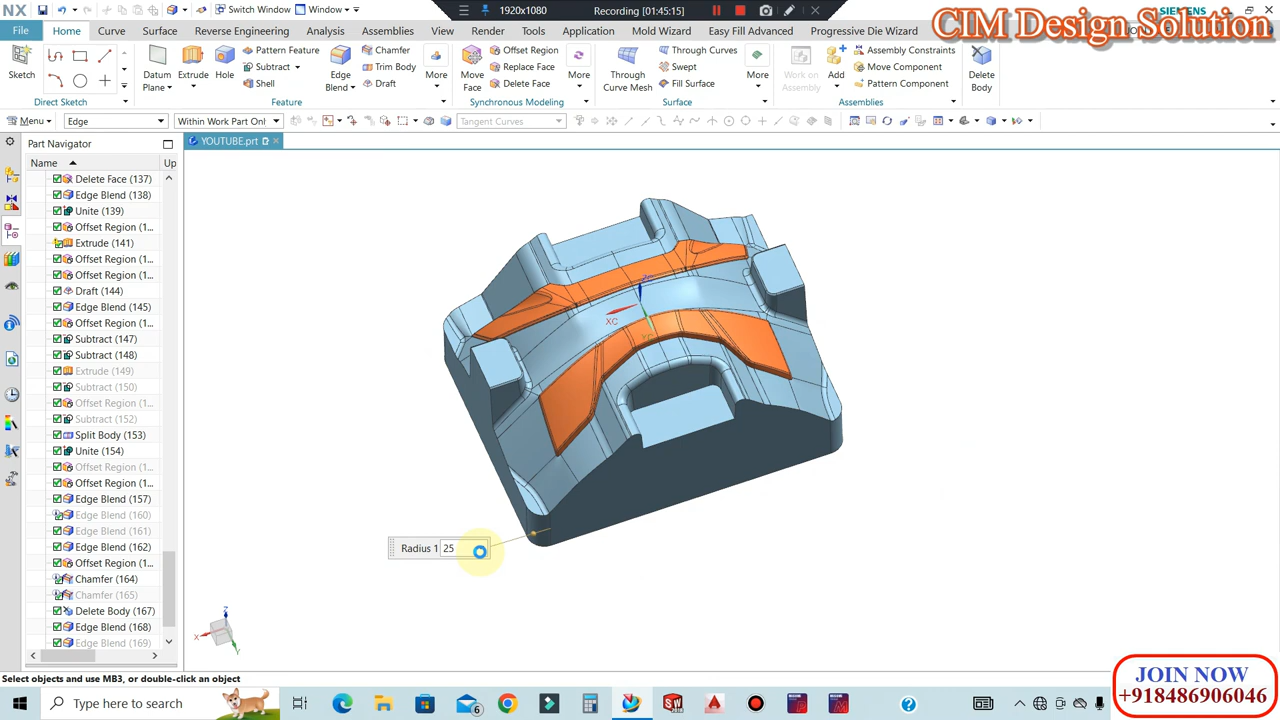 NX
Switch Window
Window
1920x1080
Recording [01:45:15]
SIEMENS
CIM Design Solution
File
Home
Curve
Surface
Reverse Engineering
Analysis
Assemblies
View
Render
Tools
Application
Mold Wizard
Easy Fill Advanced
Progressive Die Wizard
Sketch
Direct Sketch
Datum Plane
Extrude
Hole
Pattern Feature
Subtract
Shell
Edge Blend
Chamfer
Trim Body
Draft
More
Feature
Move Face
Offset Region
Replace Face
Delete Face
More
Synchronous Modeling
Through Curve Mesh
Through Curves
Swept
Fill Surface
More
Surface
Work on Assembly
Add
Assembly Constraints
Move Component
Pattern Component
Assemblies
Delete Body
Menu
Edge
Within Work Part Only
Tangent Curves
Part Navigator
YOUTUBE.prt
Name
Up
Delete Face (137)
Edge Blend (138)
Unite (139)
Offset Region (1...
Extrude (141)
Offset Region (1...
Offset Region (1...
Draft (144)
Edge Blend (145)
Offset Region (1...
Subtract (147)
Subtract (148)
Extrude (149)
Subtract (150)
Offset Region (1...
Subtract (152)
Split Body (153)
Unite (154)
Offset Region (1...
Offset Region (1...
Edge Blend (157)
Edge Blend (160)
Edge Blend (161)
Edge Blend (162)
Offset Region (1...
Chamfer (164)
Chamfer (165)
Delete Body (167)
Edge Blend (168)
Edge Blend (169)
ZC
XC
YC
Radius 1 25
Z
X
Y
Select objects and use MB3, or double-click an object
JOIN NOW
+918486906046
Type here to search
6